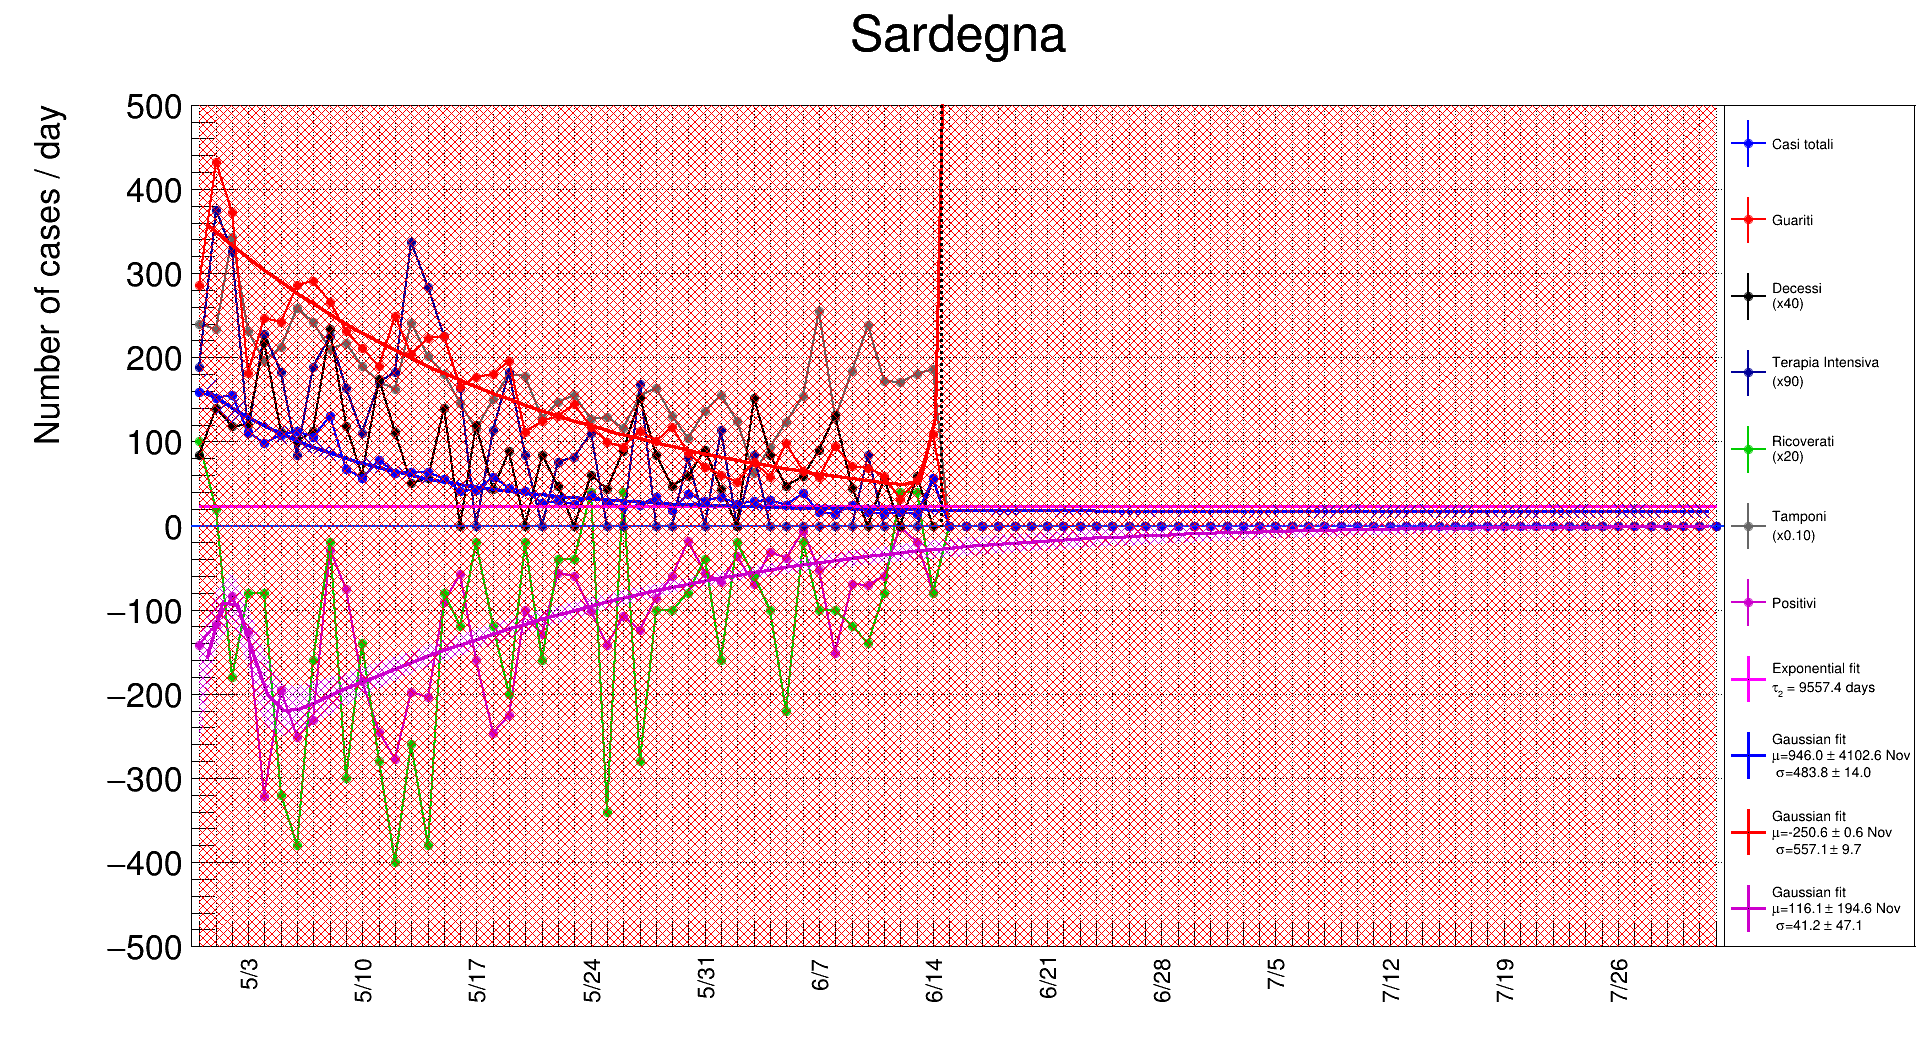 Sardegna
Number of cases / day
500
400
300
200
100
0
−100
−200
−300
−400
−500
5/3
5/10
5/17
5/24
5/31
6/7
6/14
6/21
6/28
7/5
7/12
7/19
7/26
Casi totali
Guariti
Decessi
(x40)
Terapia Intensiva
(x90)
Ricoverati
(x20)
Tamponi
(x0.10)
Positivi
Exponential fit
τ₂ = 9557.4 days
Gaussian fit
μ=946.0 ± 4102.6 Nov
σ=483.8 ± 14.0
Gaussian fit
μ=-250.6 ± 0.6 Nov
σ=557.1 ± 9.7
Gaussian fit
μ=116.1 ± 194.6 Nov
σ=41.2 ± 47.1